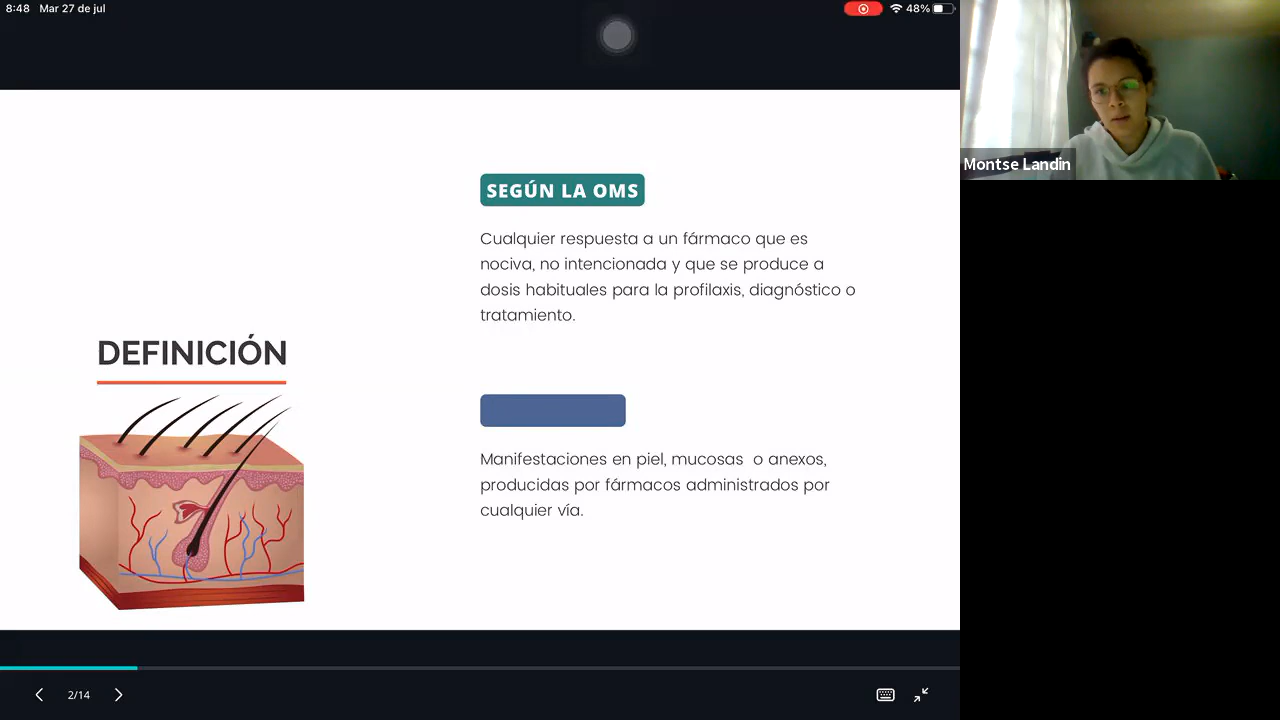 8:48 Mar 27 de jul
48%
Montse Landin
SEGÚN LA OMS
Cualquier respuesta a un fármaco que es
nociva, no intencionada y que se produce a
dosis habituales para la profilaxis, diagnóstico o
tratamiento.
DEFINICIÓN
Manifestaciones en piel, mucosas o anexos,
producidas por fármacos administrados por
cualquier vía.
2/14